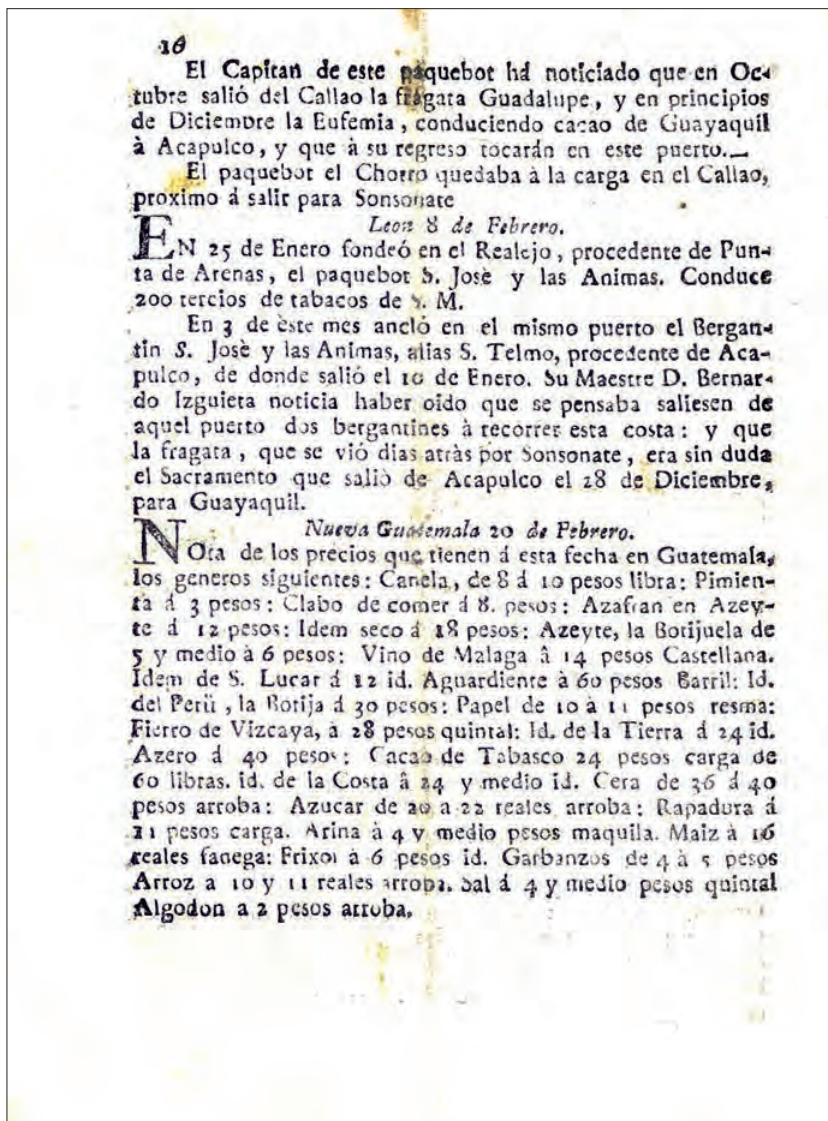 16
El Capitan de este paquebot há noticiado que en Oc-
tubre salió del Callao la fragata Guadalupe, y en principios
de Diciembre la Eufemia, conduciendo cacao de Guayaquil
à Acapulco, y que à su regreso tocarán en este puerto.
El paquebot el Chorro quedaba à la carga en el Callao,
proximo á salir para Sonsonate
Leon 8 de Febrero.
EN 25 de Enero fondeó en el Realejo, procedente de Pun-
ta de Arenas, el paquebot S. Josè y las Animas. Conduce
200 tercios de tabacos de S. M.
En 3 de este mes ancló en el mismo puerto el Bergan-
tin S. Josè y las Animas, alias S. Telmo, procedente de Aca-
pulco, de donde salió el 10 de Enero. Su Maestre D. Bernar-
do Izguieta noticia haber oido que se pensaba saliesen de
aquel puerto dos bergantines à recorrer esta costa: y que
la fragata, que se vió dias atràs por Sonsonate, era sin duda
el Sacramento que saliò de Acapulco el 28 de Diciembre,
para Guayaquil.
Nueva Guatemala 20 de Febrero.
NOta de los precios que tienen á esta fecha en Guatemala,
los generos siguientes: Canela, de 8 á 10 pesos libra: Pimien-
ta á 3 pesos: Clabo de comer á 8. pesos: Azafran en Azey-
te á 12 pesos: Idem seco á 18 pesos: Azeyte, la Botijuela de
5 y medio à 6 pesos: Vino de Malaga â 14 pesos Castellana.
Idem de S. Lucar á 12 id. Aguardiente à 60 pesos Barril: Id.
del Perü, la Botija á 30 pesos: Papel de 10 à 11 pesos resma:
Fierro de Vizcaya, à 28 pesos quintal: Id. de la Tierra á 24 id.
Azero á 40 pesos: Cacao de Tabasco 24 pesos carga de
60 libras. id. de la Costa â 24 y medio id. Cera de 36 á 40
pesos arroba: Azucar de 20 a 22 reales arroba: Rapadura á
11 pesos carga. Arina à 4 y medio pesos maquila. Maiz à 16
reales fanega: Frixol à 6 pesos id. Garbanzos de 4 à 5 pesos
Arroz a 10 y 11 reales arroba. Sal á 4 y medio pesos quintal
Algodon a 2 pesos arroba.